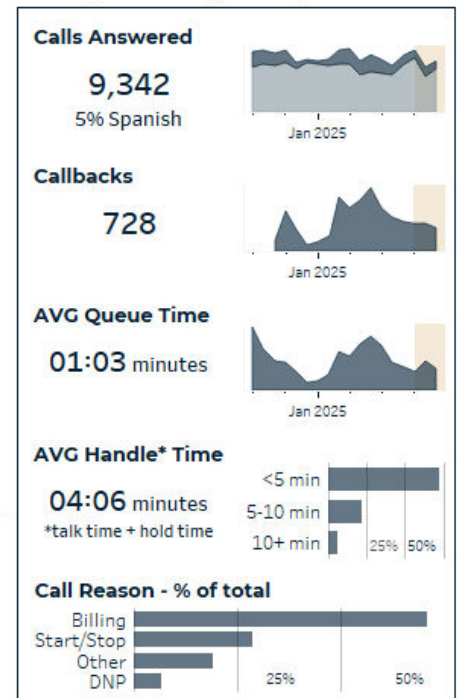 Calls Answered
9,342
5% Spanish
Jan 2025
Callbacks
728
Jan 2025
AVG Queue Time
01:03 minutes
Jan 2025
AVG Handle* Time
04:06 minutes
*talk time + hold time
<5 min
5-10 min
10+ min
25% 50%
Call Reason - % of total
Billing
Start/Stop
Other
DNP
25% 50%